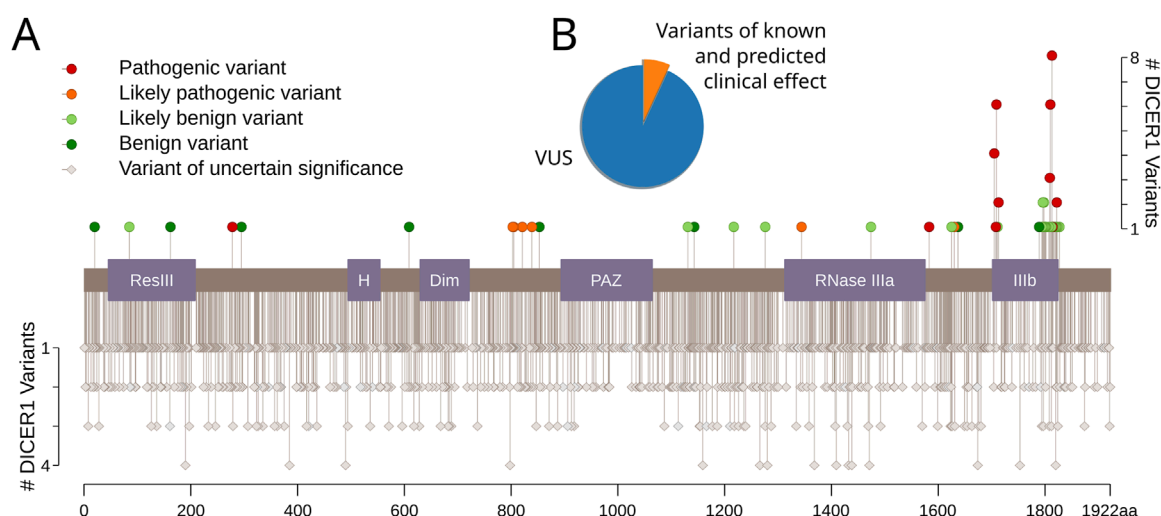 A
Pathogenic variant
Likely pathogenic variant
Likely benign variant
Benign variant
Variant of uncertain significance
B
Variants of known
and predicted
clinical effect
VUS
8
1
# DICER1 Variants
ResIII
H
Dim
PAZ
RNase IIIa
IIIb
# DICER1 Variants
1
4
0
200
400
600
800
1000
1200
1400
1600
1800
1922aa